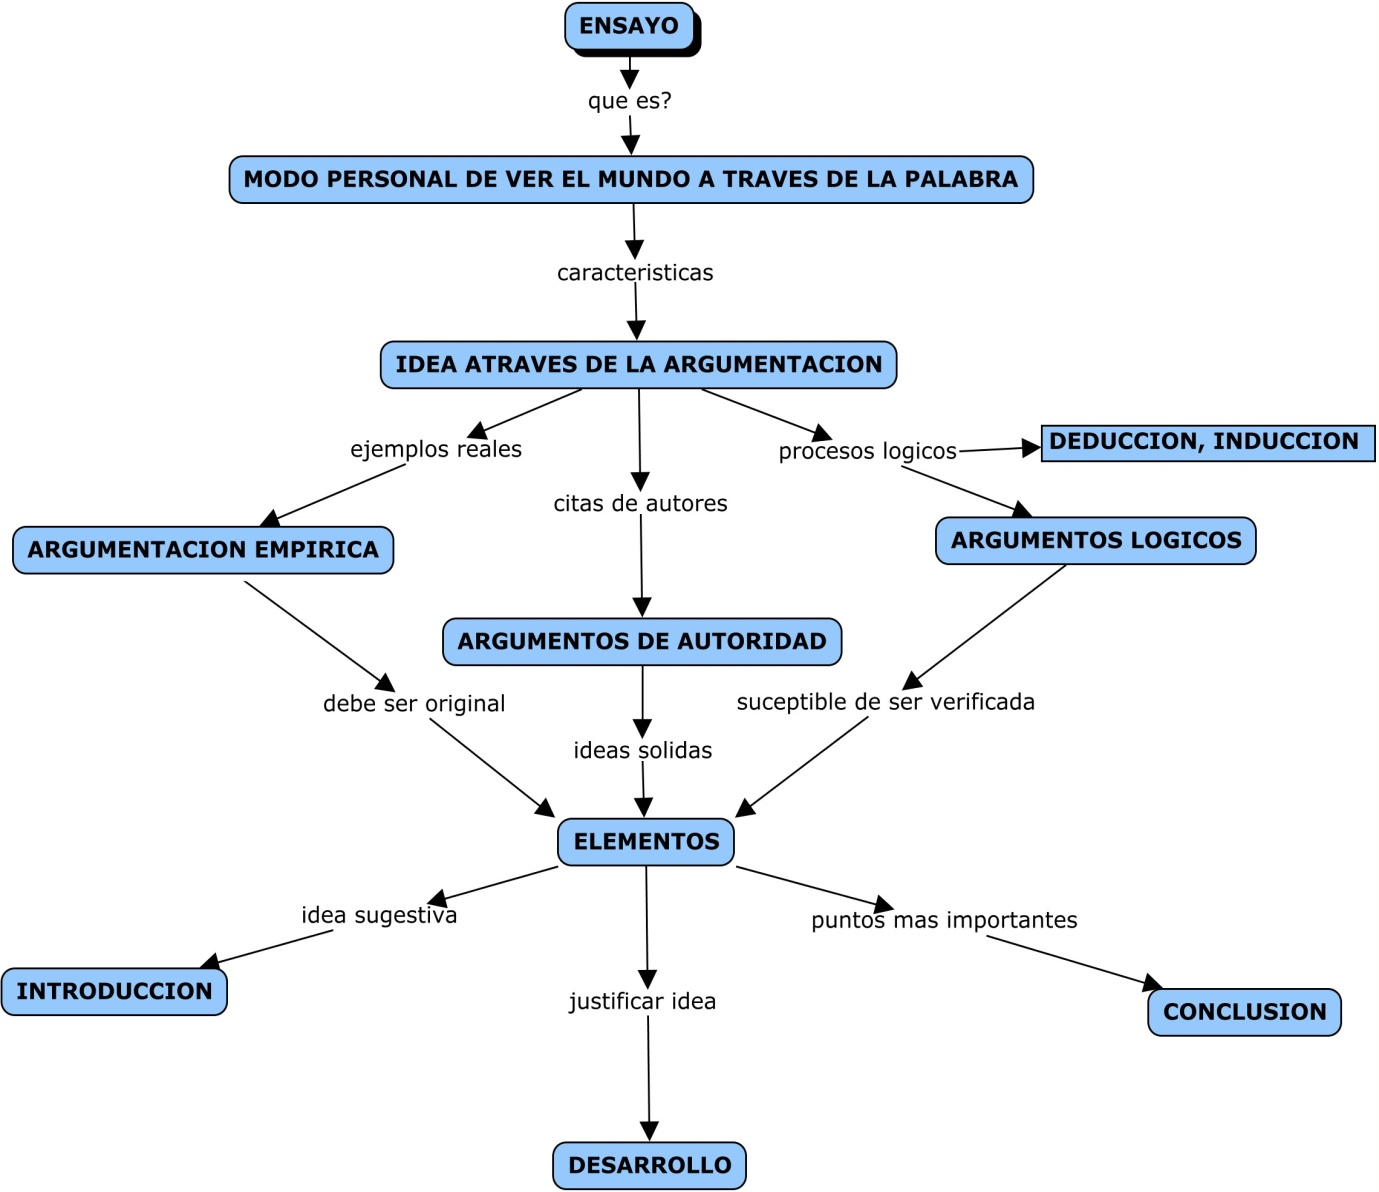 ENSAYO
que es?
MODO PERSONAL DE VER EL MUNDO A TRAVES DE LA PALABRA
caracteristicas
IDEA ATRAVES DE LA ARGUMENTACION
ejemplos reales
procesos logicos
DEDUCCION, INDUCCION
citas de autores
ARGUMENTACION EMPIRICA
ARGUMENTOS LOGICOS
ARGUMENTOS DE AUTORIDAD
debe ser original
suceptible de ser verificada
ideas solidas
ELEMENTOS
idea sugestiva
puntos mas importantes
INTRODUCCION
justificar idea
CONCLUSION
DESARROLLO